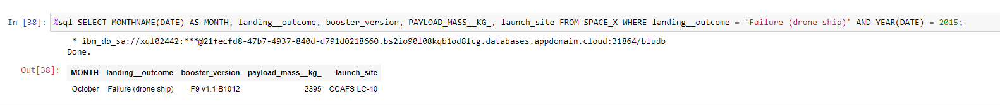 In [38]: %sql SELECT MONTHNAME(DATE) AS MONTH, landing__outcome, booster_version, PAYLOAD_MASS__KG_, launch_site FROM SPACE_X WHERE landing__outcome = 'Failure (drone ship)' AND YEAR(DATE) = 2015;
* ibm_db_sa://xql02442:***@21fecfd8-47b7-4937-840d-d791d0218660.bs2io90l08kqb1od8lcg.databases.appdomain.cloud:31864/bludb
Done.
Out[38]: MONTH landing__outcome booster_version payload_mass__kg_ launch_site
October Failure (drone ship) F9 v1.1 B1012 2395 CCAFS LC-40